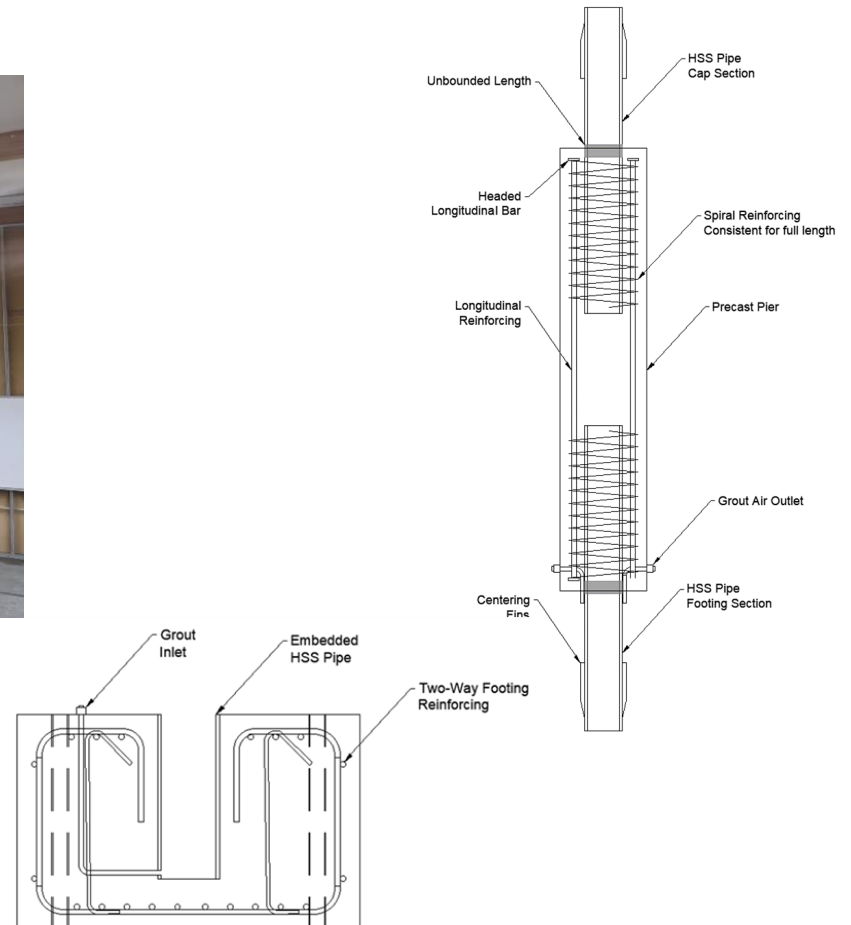 HSS Pipe
Cap Section
Unbounded Length
Headed
Longitudinal Bar
Spiral Reinforcing
Consistent for full length
Longitudinal
Reinforcing
Precast Pier
Grout Air Outlet
Centering
Fins
HSS Pipe
Footing Section
Grout
Inlet
Embedded
HSS Pipe
Two-Way Footing
Reinforcing